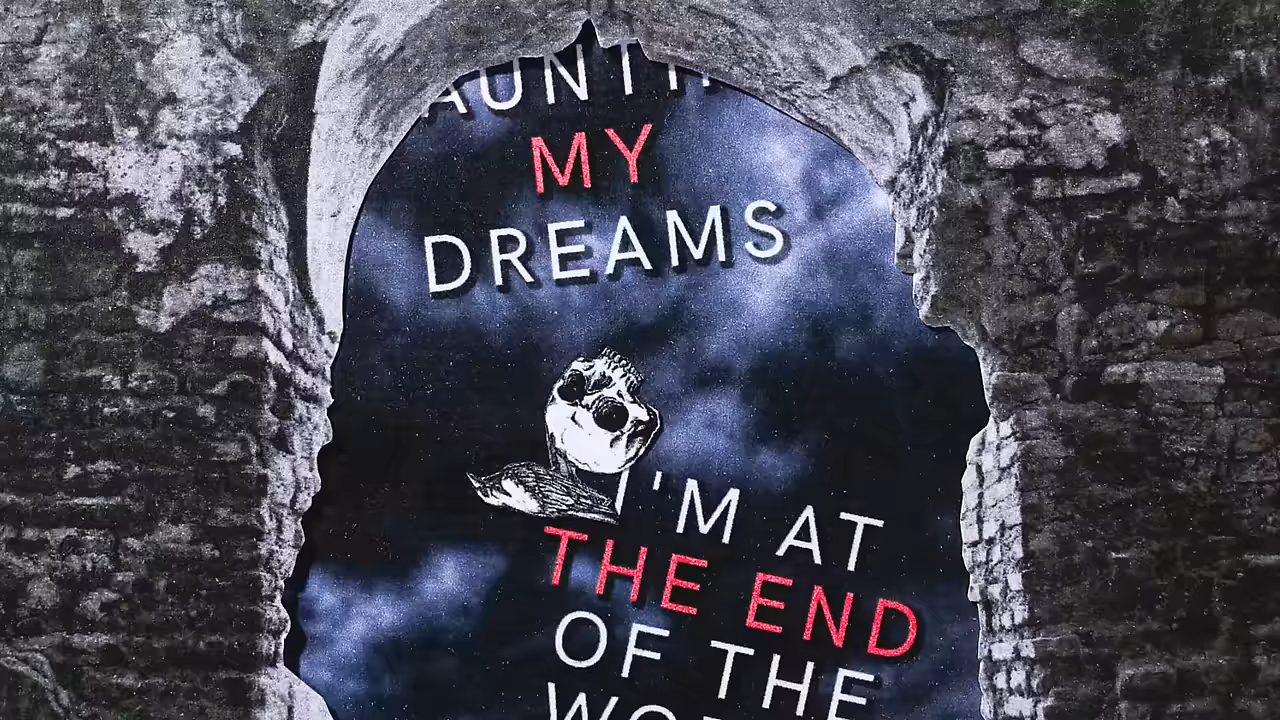 MY
DREAMS
I'M AT
THE END
OF THE